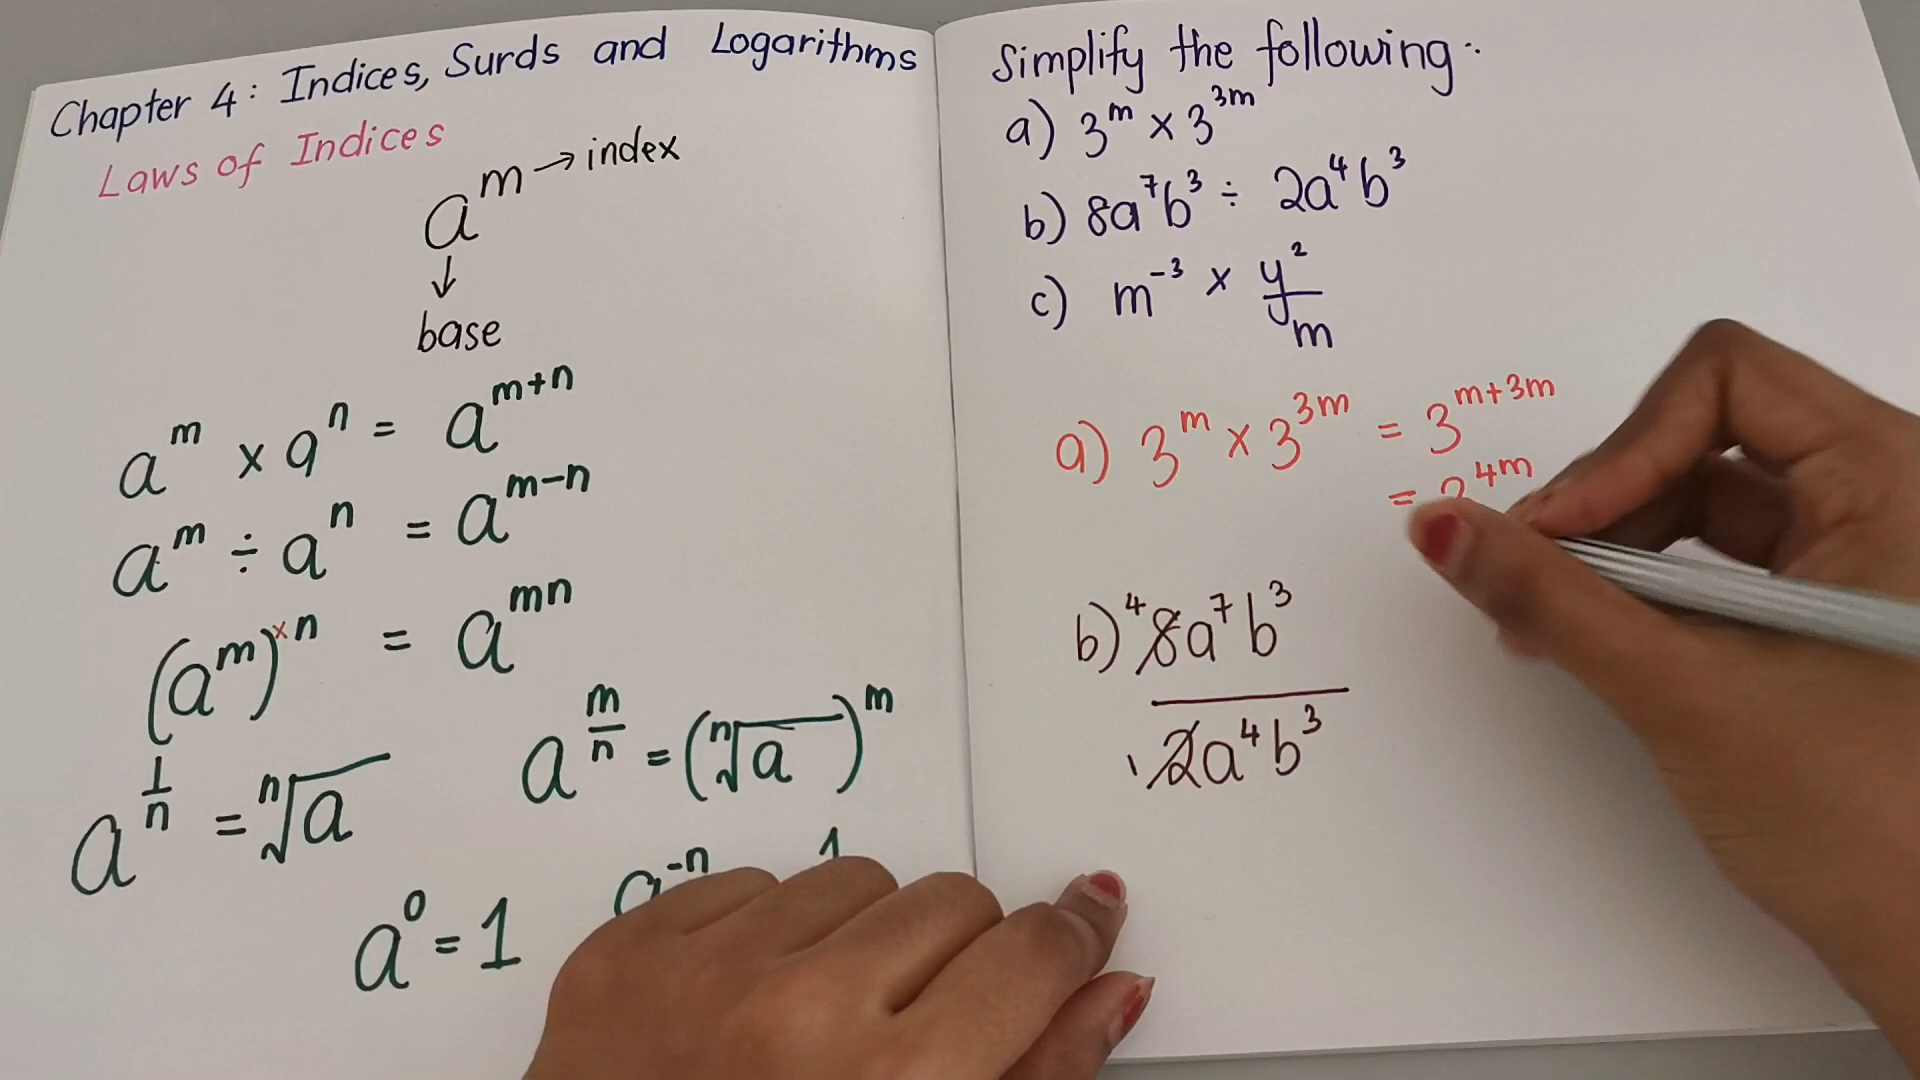 Chapter 4: Indices, Surds and Logarithms
Laws of Indices
a^m → index
↓
base
a^m × a^n = a^(m+n)
a^m ÷ a^n = a^(m-n)
(a^m)^(×n) = a^(mn)
a^(1/n) = ⁿ√a
a^(m/n) = (ⁿ√a)^m
a^0 = 1
a^(-n) 1
Simplify the following:
a) 3^m × 3^(3m)
b) 8a^7b^3 ÷ 2a^4b^3
c) m^(-3) × y^2/m
a) 3^m × 3^(3m) = 3^(m+3m)
= 3^(4m)
b) 4 8a^7b^3
1 2a^4b^3